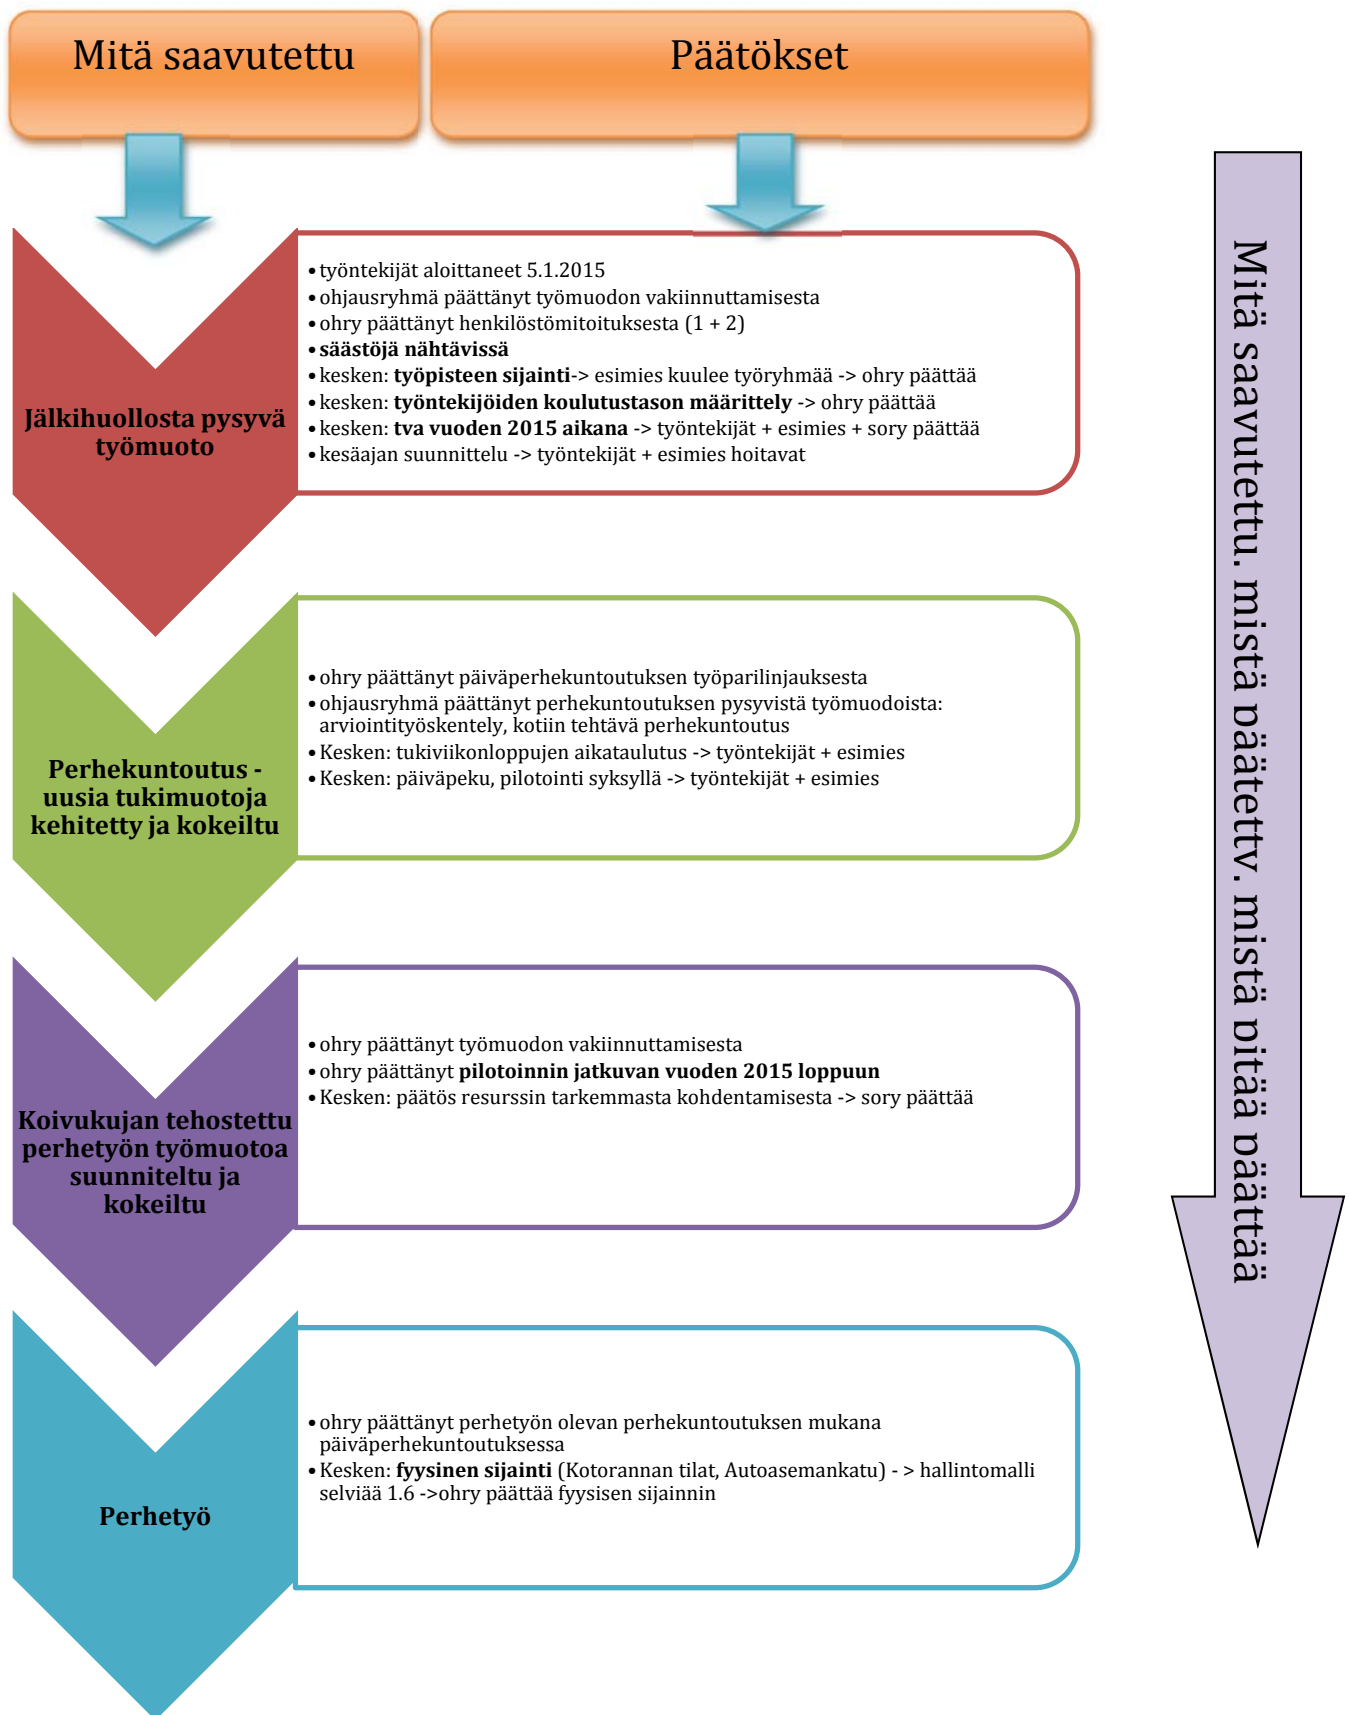 Mitä saavutettu
Päätökset
Jälkihuollosta pysyvä
työmuoto
• työntekijät aloittaneet 5.1.2015
• ohjausryhmä päättänyt työmuodon vakiinnuttamisesta
• ohry päättänyt henkilöstömitoituksesta (1 + 2)
• säästöjä nähtävissä
• kesken: työpisteen sijainti-> esimies kuulee työryhmää -> ohry päättää
• kesken: työntekijöiden koulutustason määrittely -> ohry päättää
• kesken: tva vuoden 2015 aikana -> työntekijät + esimies + sory päättää
• kesäajan suunnittelu -> työntekijät + esimies hoitavat
Perhekuntoutus -
uusia tukimuotoja
kehitetty ja kokeiltu
• ohry päättänyt päiväperhekuntoutuksen työparilinjauksesta
• ohjausryhmä päättänyt perhekuntoutuksen pysyvistä työmuodoista:
arviointityöskentely, kotiin tehtävä perhekuntoutus
• Kesken: tukiviikonloppujen aikataulutus -> työntekijät + esimies
• Kesken: päiväpeku, pilotointi syksyllä -> työntekijät + esimies
Koivukujan tehostettu
perhetyön työmuotoa
suunniteltu ja
kokeiltu
• ohry päättänyt työmuodon vakiinnuttamisesta
• ohry päättänyt pilotoinnin jatkuvan vuoden 2015 loppuun
• Kesken: päätös resurssin tarkemmasta kohdentamisesta -> sory päättää
Perhetyö
• ohry päättänyt perhetyön olevan perhekuntoutuksen mukana
päiväperhekuntoutuksessa
• Kesken: fyysinen sijainti (Kotorannan tilat, Autoasemankatu) - > hallintomalli
selviää 1.6 ->ohry päättää fyysisen sijainnin
Mitä saavutettu, mistä päätetty, mistä pitää päättää